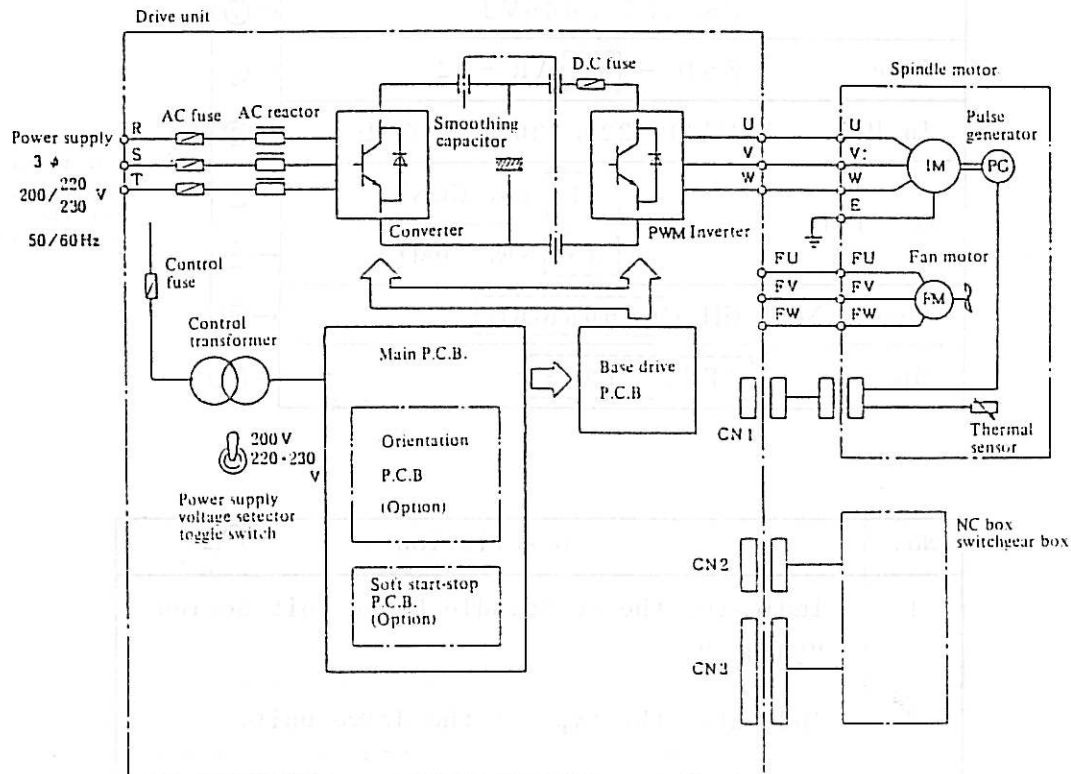 Drive unit
D.C fuse
Spindle motor
AC fuse
AC reactor
Smoothing
capacitor
Pulse
generator
Power supply
3 ϕ
200/220/230 V
50/60Hz
R
S
T
U
V
W
U
V
W
E
IM
PG
Converter
PWM Inverter
Control
fuse
FU
FV
FW
FU
FV
FW
Fan motor
FM
Control
transformer
Main P.C.B.
Base drive
P.C.B
CN1
Thermal
sensor
200V
220-230
V
Power supply
voltage selector
toggle switch
Orientation
P.C.B
(Option)
Soft start-stop
P.C.B.
(Option)
NC box
switchgear box
CN2
CN3